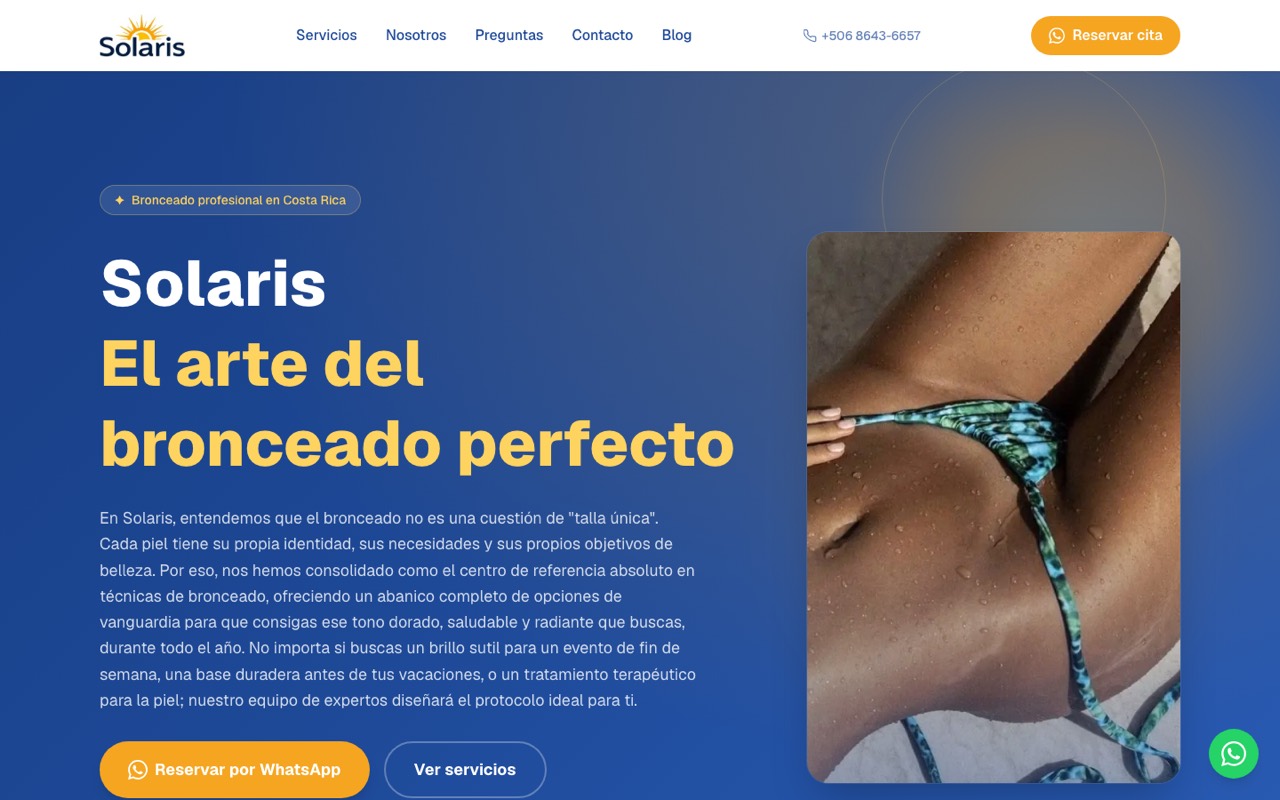 Solaris
Servicios
Nosotros
Preguntas
Contacto
Blog
+506 8643-6657
Reservar cita
✦ Bronceado profesional en Costa Rica
Solaris
El arte del
bronceado perfecto
En Solaris, entendemos que el bronceado no es una cuestión de "talla única".
Cada piel tiene su propia identidad, sus necesidades y sus propios objetivos de
belleza. Por eso, nos hemos consolidado como el centro de referencia absoluto en
técnicas de bronceado, ofreciendo un abanico completo de opciones de
vanguardia para que consigas ese tono dorado, saludable y radiante que buscas,
durante todo el año. No importa si buscas un brillo sutil para un evento de fin de
semana, una base duradera antes de tus vacaciones, o un tratamiento terapéutico
para la piel; nuestro equipo de expertos diseñará el protocolo ideal para ti.
Reservar por WhatsApp
Ver servicios